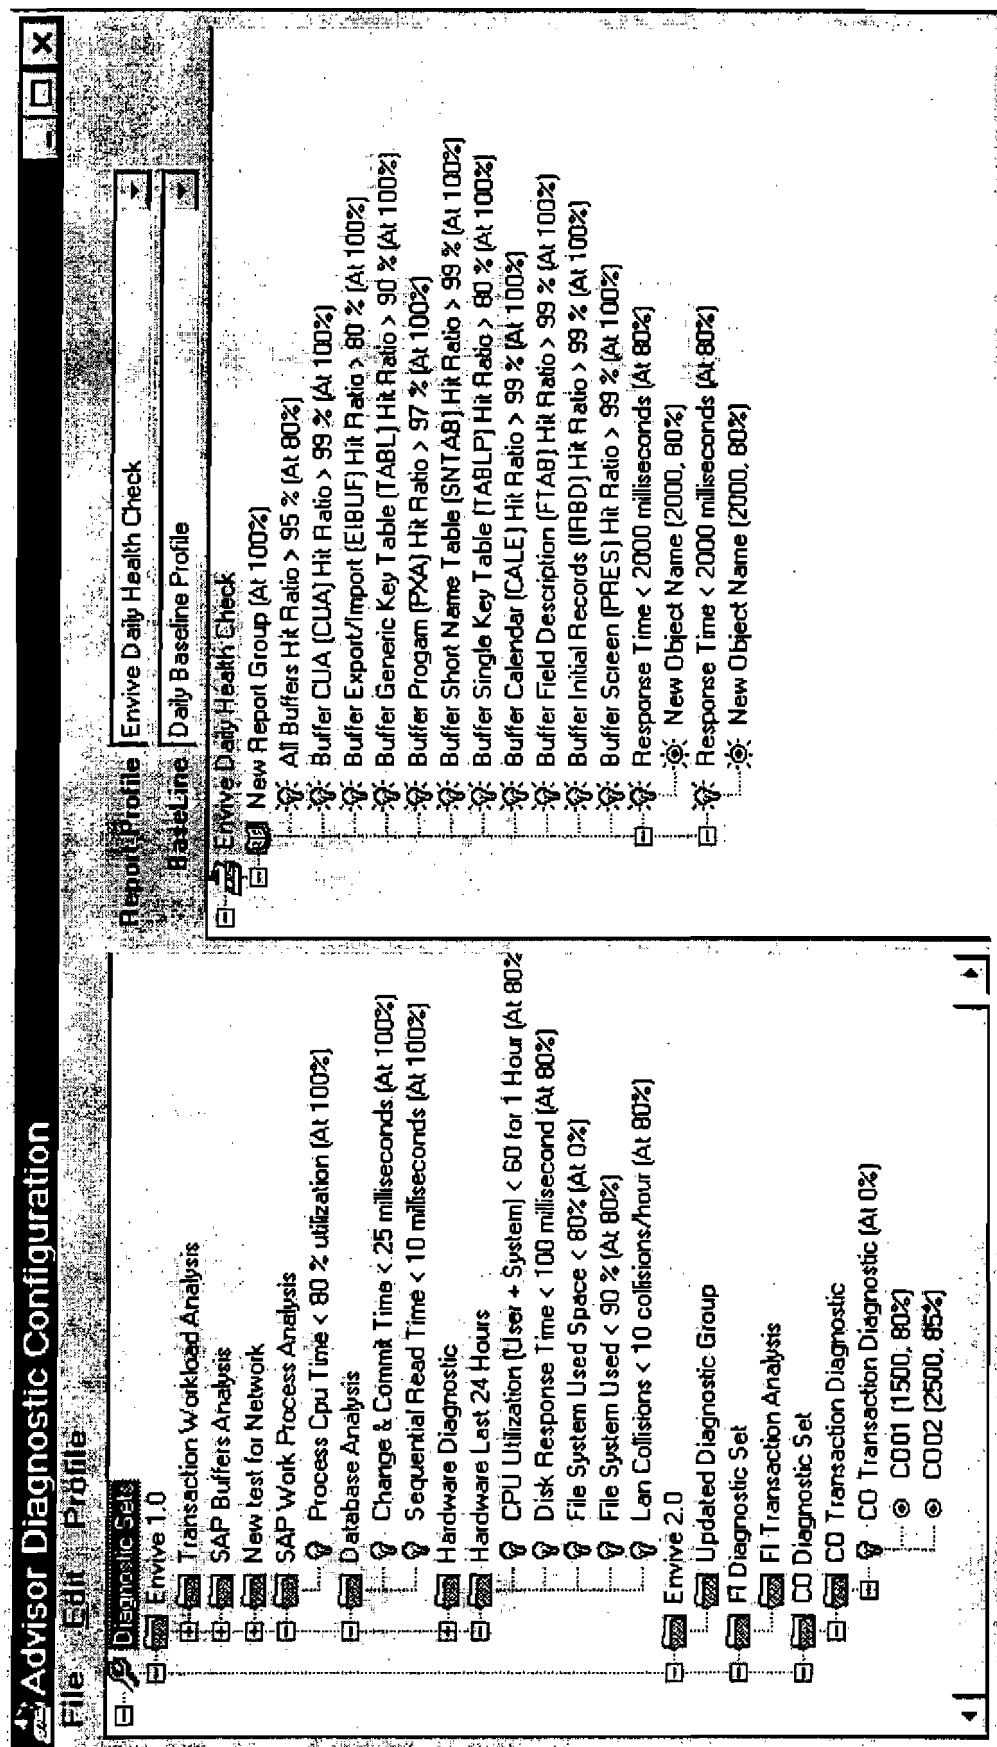 Advisor Diagnostic Configuration
File Edit Profile
Diagnostic Sets
Envive 1.0
Transaction Workload Analysis
SAP Buffers Analysis
New test for Network
SAP Work Process Analysis
Process Cpu Time < 80 % utilization (At 100%)
Database Analysis
Change & Commit Time < 25 milliseconds (At 100%)
Sequential Read Time < 10 milliseconds (At 100%)
Hardware Diagnostic
Hardware Last 24 Hours
CPU Utilization (User + System) < 60 for 1 Hour (At 80%
Disk Response Time < 100 millisecond (At 80%)
File System Used Space < 80% (At 0%)
File System Used < 90 % (At 80%)
Lan Collisions < 10 collisions/hour (At 80%)
Envive 2.0
Updated Diagnostic Group
FI Diagnostic Set
FI Transaction Analysis
CO Diagnostic Set
CO Transaction Diagnostic
CO Transaction Diagnostic (At 0%)
CO01 (1500, 80%)
CO02 (2500, 85%)
Report Profile Envive Daily Health Check
BaseLine Daily Baseline Profile
Envive Daily Health Check
New Report Group (At 100%)
All Buffers Hit Ratio > 95 % (At 80%)
Buffer CUA (CUA) Hit Ratio > 99 % (At 100%)
Buffer Export/Import (EIBUF) Hit Ratio > 80 % (At 100%)
Buffer Generic Key Table (TABL) Hit Ratio > 90 % (At 100%)
Buffer Progam (PXA) Hit Ratio > 97 % (At 100%)
Buffer Short Name Table (SNTAB) Hit Ratio > 99 % (At 100%)
Buffer Single Key Table (TABLP) Hit Ratio > 80 % (At 100%)
Buffer Calendar (CALE) Hit Ratio > 99 % (At 100%)
Buffer Field Description (FTAB) Hit Ratio > 99 % (At 100%)
Buffer Initial Records (IRBD) Hit Ratio > 99 % (At 100%)
Buffer Screen (PRES) Hit Ratio > 99 % (At 100%)
Response Time < 2000 milliseconds (At 80%)
New Object Name (2000, 80%)
Response Time < 2000 milliseconds (At 80%)
New Object Name (2000, 80%)